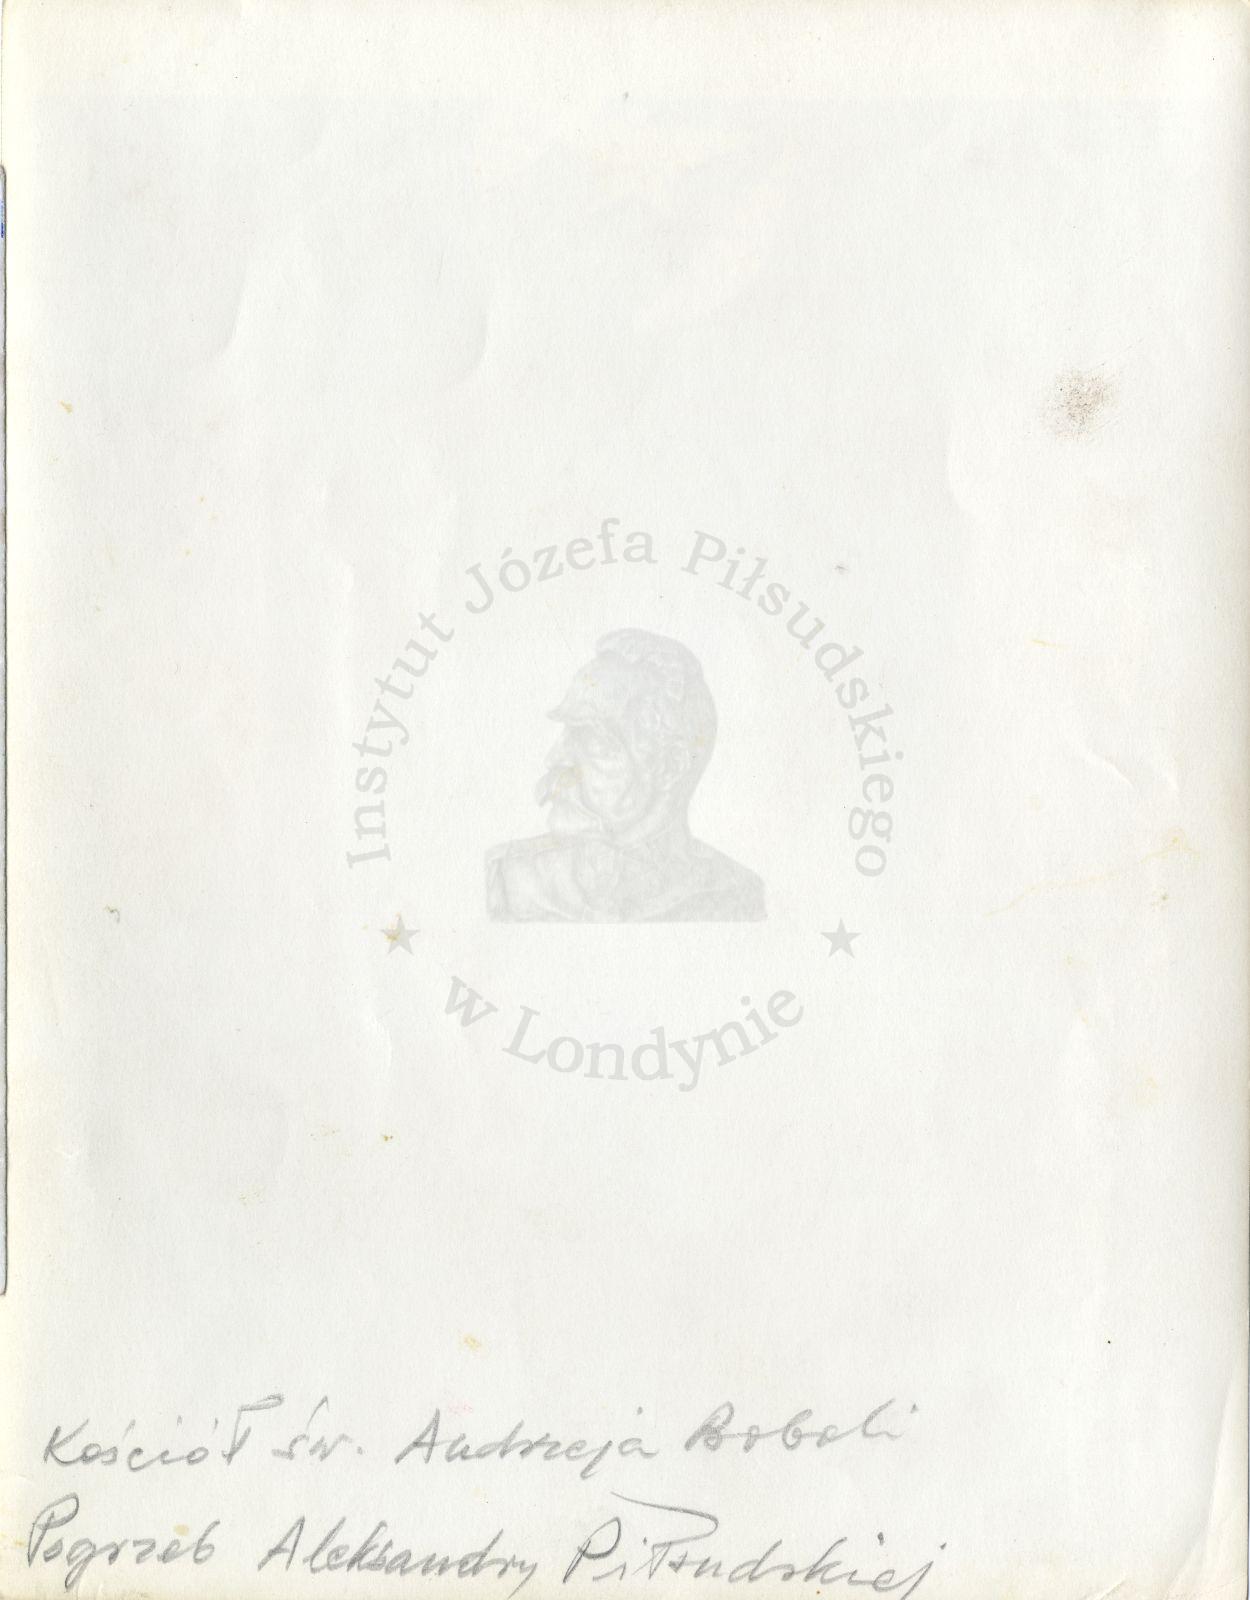 Instytut Józefa Piłsudskiego
w Londynie
Kościół św. Andrzeja Boboli
Pogrzeb Aleksandry Piłsudskiej